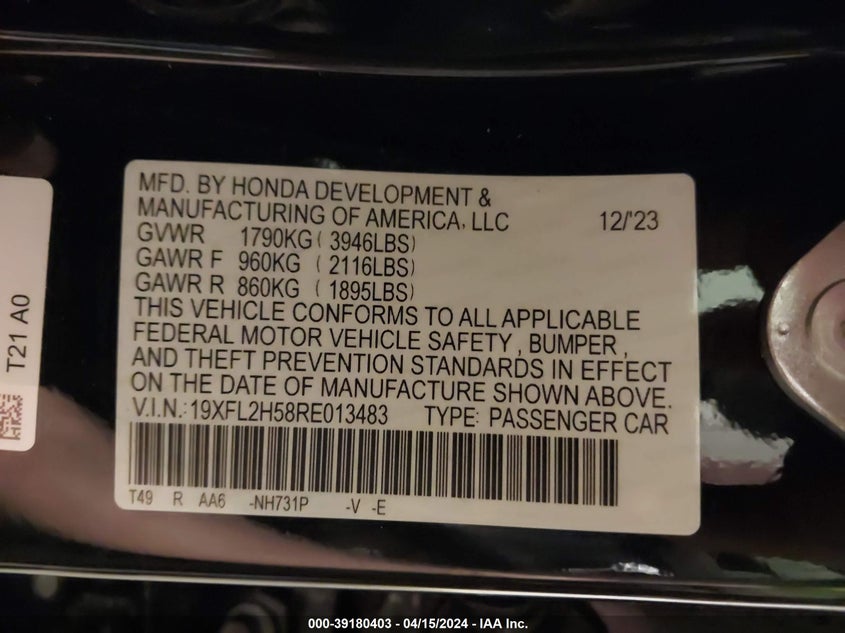 MFD. BY HONDA DEVELOPMENT &
MANUFACTURING OF AMERICA, LLC 12/'23
GVWR 1790KG ( 3946LBS)
GAWR F 960KG ( 2116LBS)
GAWR R 860KG ( 1895LBS)
THIS VEHICLE CONFORMS TO ALL APPLICABLE
FEDERAL MOTOR VEHICLE SAFETY , BUMPER ,
AND THEFT PREVENTION STANDARDS IN EFFECT
ON THE DATE OF MANUFACTURE SHOWN ABOVE.
V.I.N.:19XFL2H58RE013483 TYPE: PASSENGER CAR
T49 R AA6 -NH731P -V -E
T21 A0
000-39180403 - 04/15/2024 - IAA Inc.